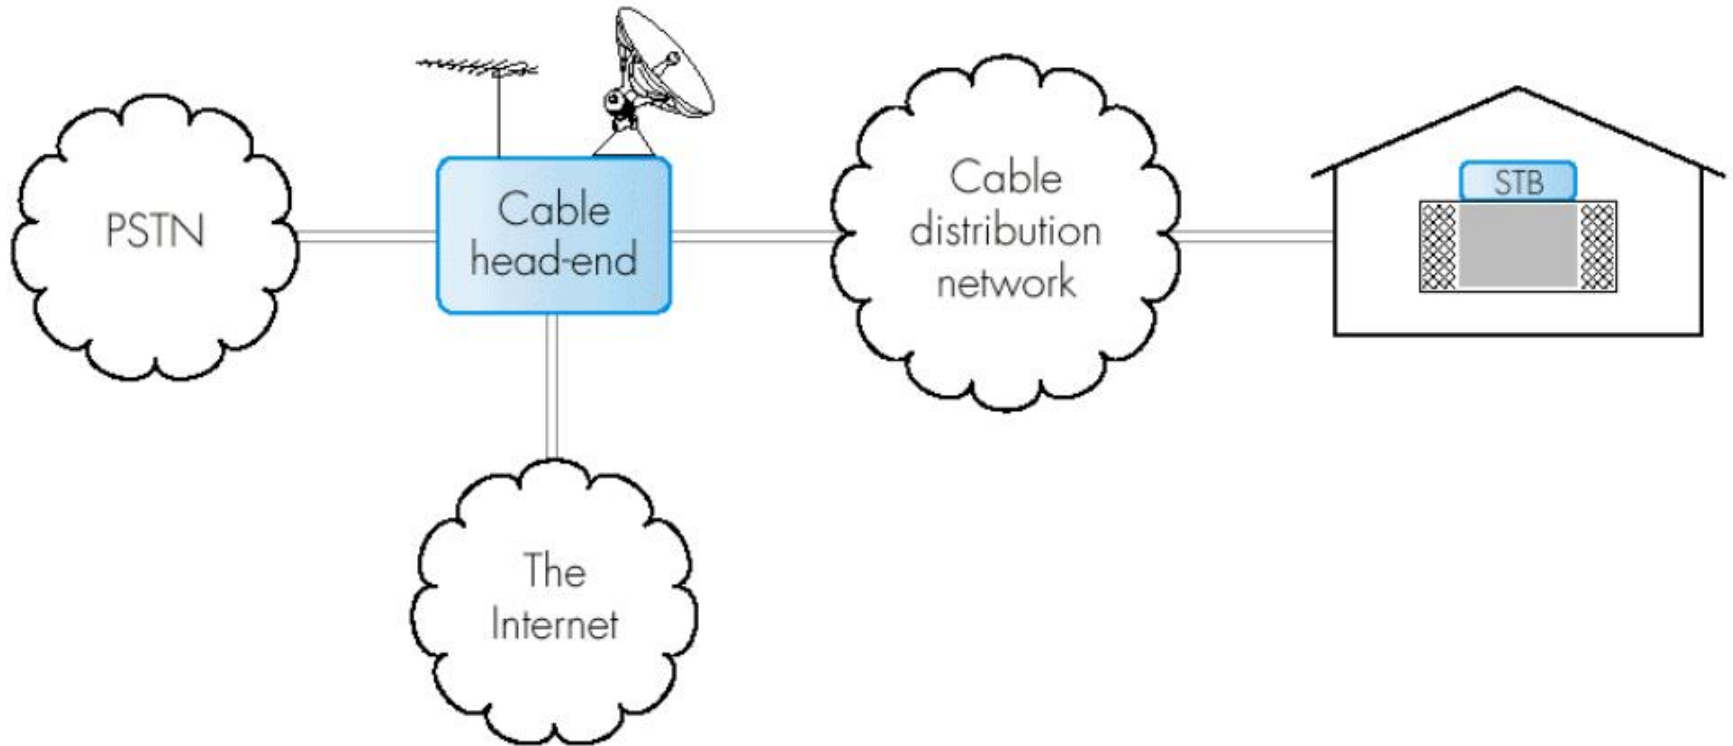 PSTN
Cable
head-end
Cable
distribution
network
STB
The
Internet